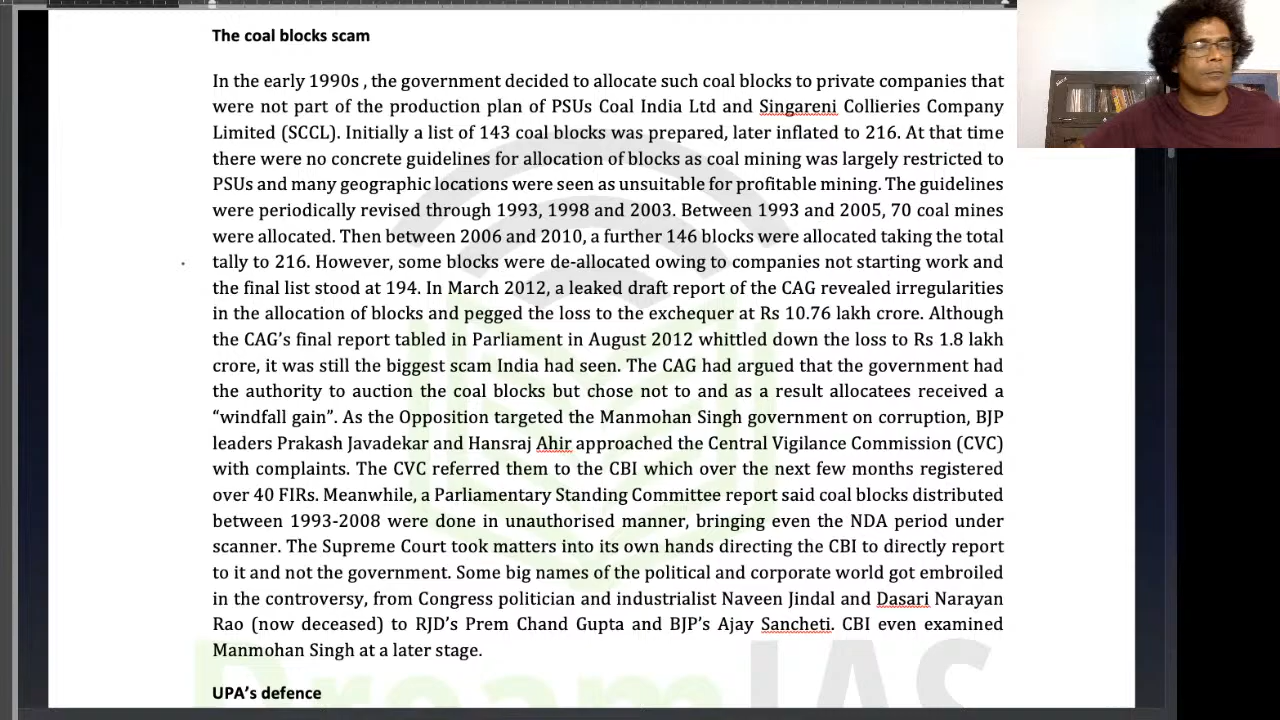 The coal blocks scam
In the early 1990s , the government decided to allocate such coal blocks to private companies that
were not part of the production plan of PSUs Coal India Ltd and Singareni Collieries Company
Limited (SCCL). Initially a list of 143 coal blocks was prepared, later inflated to 216. At that time
there were no concrete guidelines for allocation of blocks as coal mining was largely restricted to
PSUs and many geographic locations were seen as unsuitable for profitable mining. The guidelines
were periodically revised through 1993, 1998 and 2003. Between 1993 and 2005, 70 coal mines
were allocated. Then between 2006 and 2010, a further 146 blocks were allocated taking the total
tally to 216. However, some blocks were de-allocated owing to companies not starting work and
the final list stood at 194. In March 2012, a leaked draft report of the CAG revealed irregularities
in the allocation of blocks and pegged the loss to the exchequer at Rs 10.76 lakh crore. Although
the CAG's final report tabled in Parliament in August 2012 whittled down the loss to Rs 1.8 lakh
crore, it was still the biggest scam India had seen. The CAG had argued that the government had
the authority to auction the coal blocks but chose not to and as a result allocatees received a
“windfall gain”. As the Opposition targeted the Manmohan Singh government on corruption, BJP
leaders Prakash Javadekar and Hansraj Ahir approached the Central Vigilance Commission (CVC)
with complaints. The CVC referred them to the CBI which over the next few months registered
over 40 FIRs. Meanwhile, a Parliamentary Standing Committee report said coal blocks distributed
between 1993-2008 were done in unauthorised manner, bringing even the NDA period under
scanner. The Supreme Court took matters into its own hands directing the CBI to directly report
to it and not the government. Some big names of the political and corporate world got embroiled
in the controversy, from Congress politician and industrialist Naveen Jindal and Dasari Narayan
Rao (now deceased) to RJD's Prem Chand Gupta and BJP's Ajay Sancheti. CBI even examined
Manmohan Singh at a later stage.
DreamIAS
UPA's defence